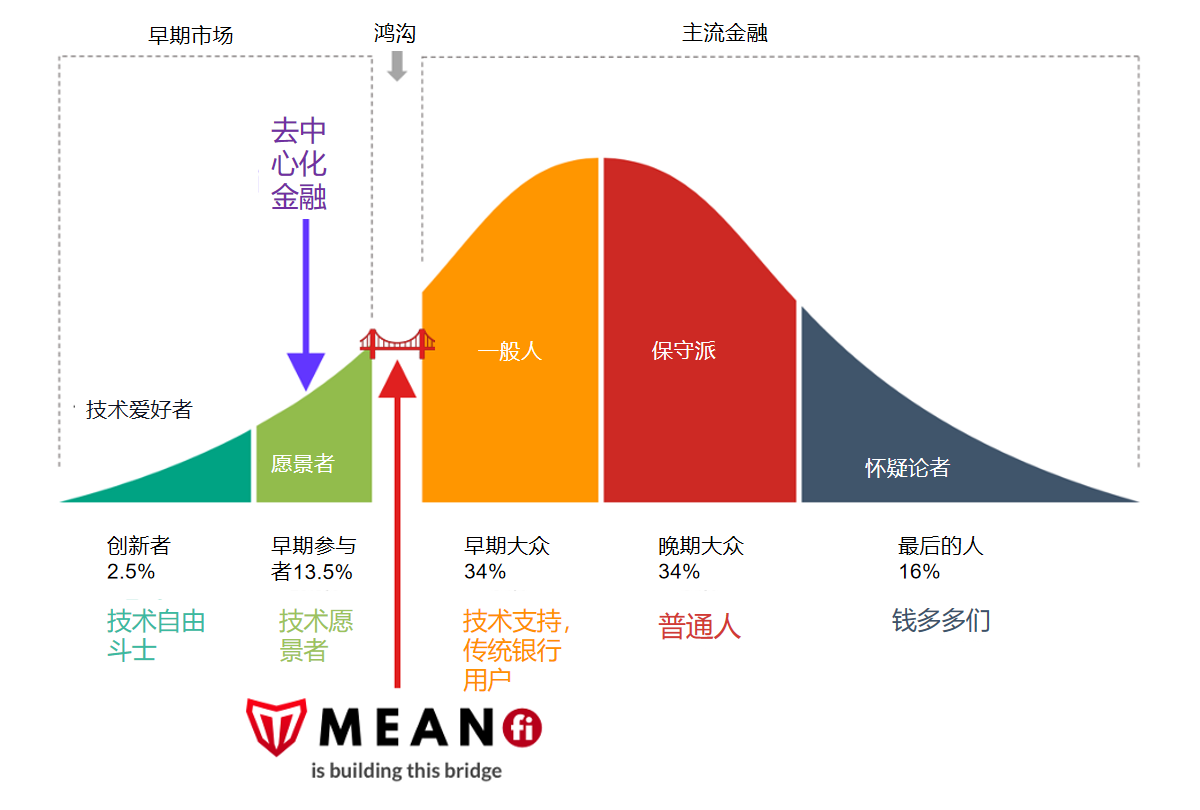 早期市场
鸿沟
主流金融
去中
心化
金融
技术爱好者
愿景者
一般人
保守派
怀疑论者
创新者
2.5%
早期参与
者13.5%
早期大众
34%
晚期大众
34%
最后的人
16%
技术自由
斗士
技术愿
景者
技术支持，
传统银行
用户
普通人
钱多多们
MEAN fi
is building this bridge